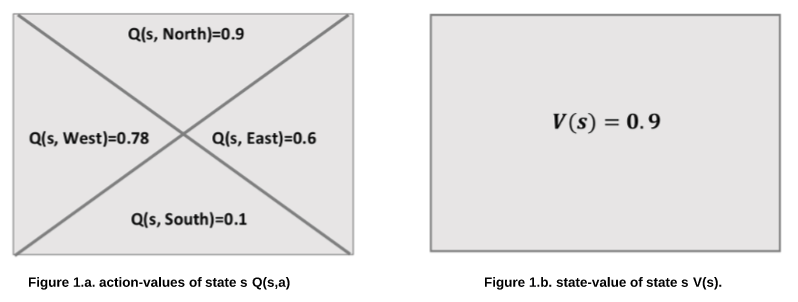 Q(s, North)=0.9
Q(s, West)=0.78
Q(s, East)=0.6
Q(s, South)=0.1
V(s) = 0.9
Figure 1.a. action-values of state s Q(s,a)
Figure 1.b. state-value of state s V(s).